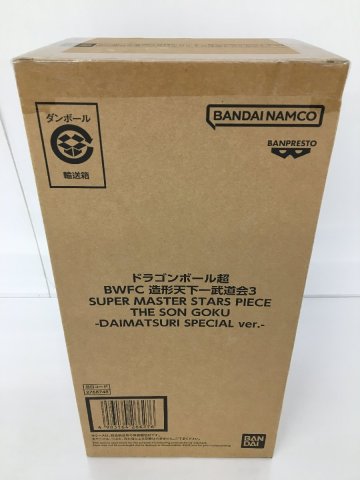 ダンボール
輸送箱
BANDAI NAMCO
BANPRESTO
ドラゴンボール超
BWFC 造形天下一武道会3
SUPER MASTER STARS PIECE
THE SON GOKU
-DAIMATSURI SPECIAL ver.-
BAN
DAI